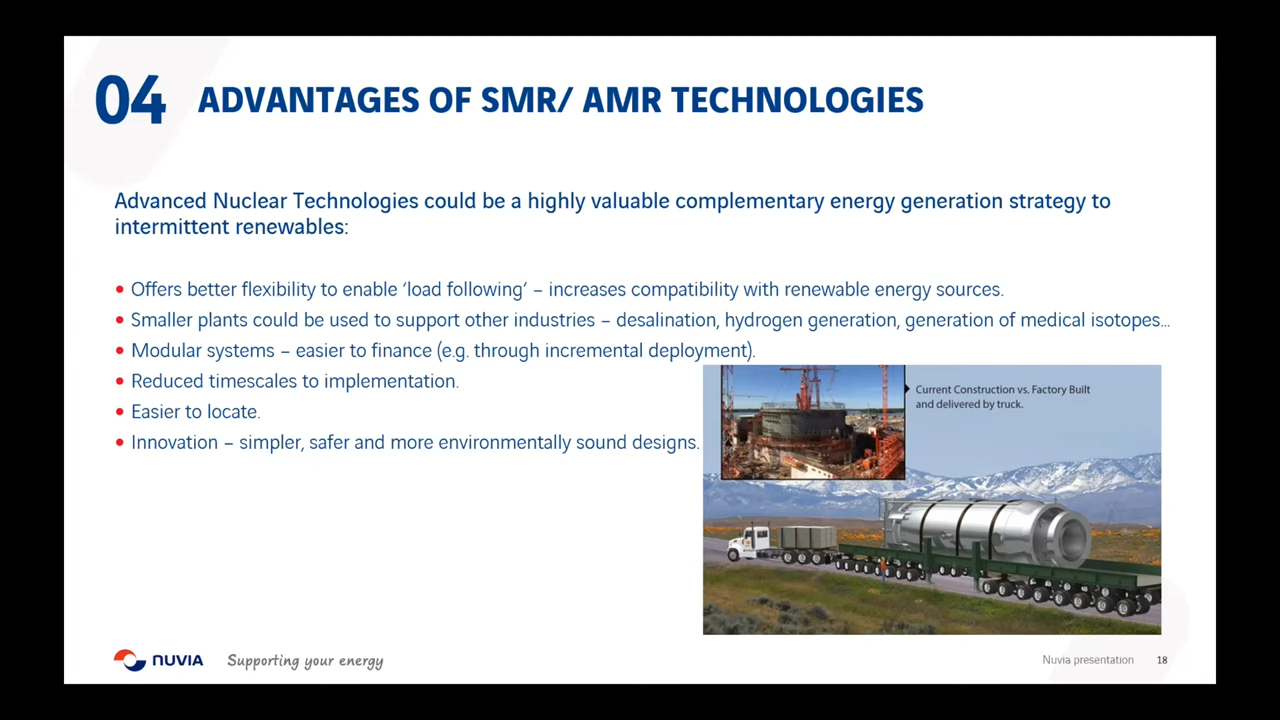 04 ADVANTAGES OF SMR/ AMR TECHNOLOGIES
Advanced Nuclear Technologies could be a highly valuable complementary energy generation strategy to
intermittent renewables:
• Offers better flexibility to enable ‘load following’ – increases compatibility with renewable energy sources.
• Smaller plants could be used to support other industries – desalination, hydrogen generation, generation of medical isotopes...
• Modular systems – easier to finance (e.g. through incremental deployment).
• Reduced timescales to implementation.
• Easier to locate.
• Innovation – simpler, safer and more environmentally sound designs.
Current Construction vs. Factory Built
and delivered by truck.
NUVIA Supporting your energy
Nuvia presentation 18